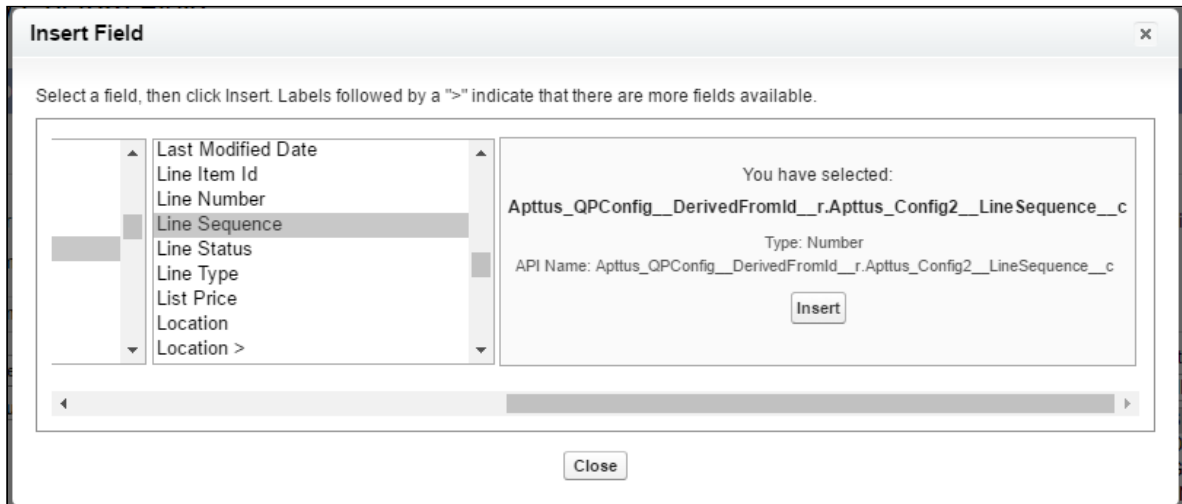 Insert Field
Select a field, then click Insert. Labels followed by a ">" indicate that there are more fields available.
Last Modified Date
Line Item Id
Line Number
Line Sequence
Line Status
Line Type
List Price
Location
Location >
You have selected:
Apttus_QPConfig__DerivedFromId__r.Apttus_Config2__LineSequence__c
Type: Number
API Name: Apttus_QPConfig__DerivedFromId__r.Apttus_Config2__LineSequence__c
Insert
Close